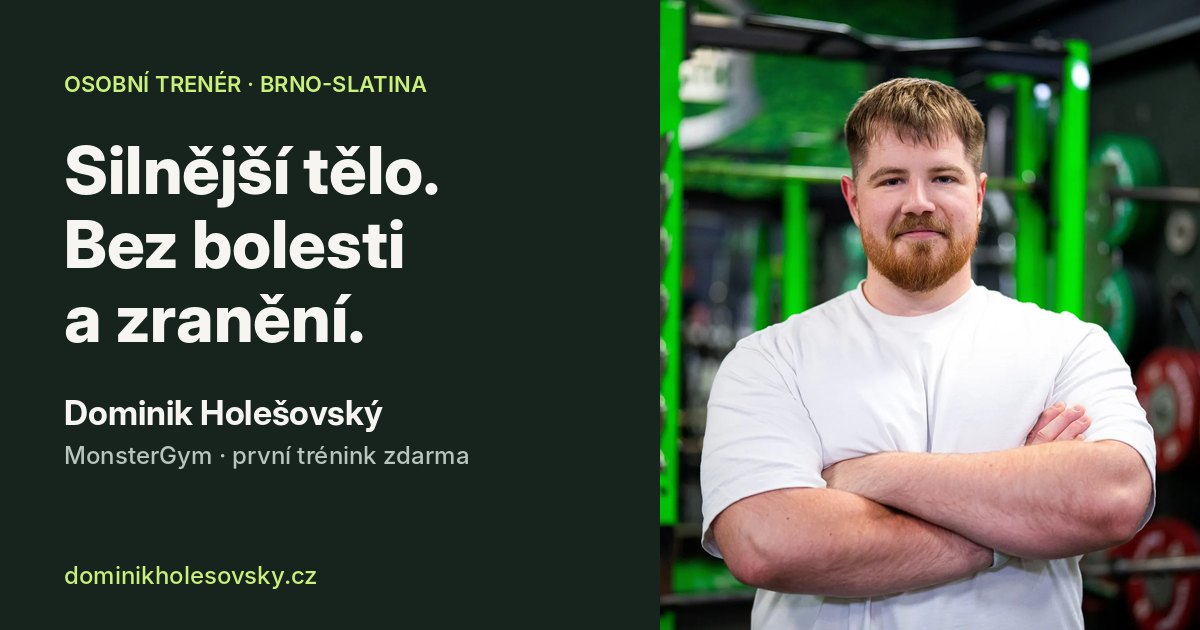 OSOBNÍ TRENÉR · BRNO-SLATINA
Silnější tělo.
Bez bolesti
a zranění.
Dominik Holešovský
MonsterGym · první trénink zdarma
dominikholesovsky.cz